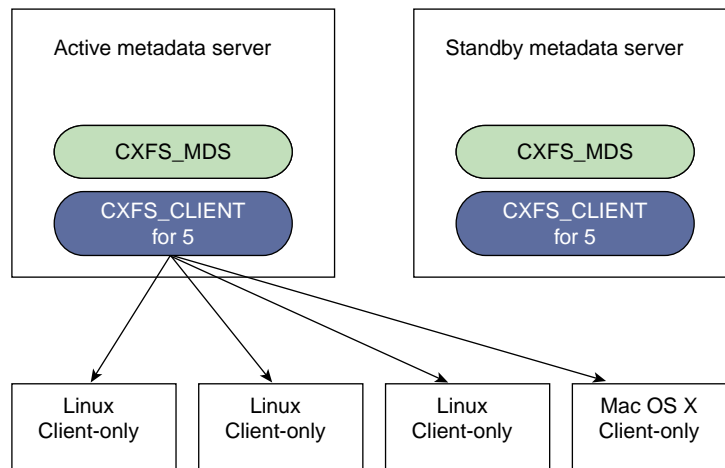 Active metadata server
Standby metadata server
CXFS_MDS
CXFS_MDS
CXFS_CLIENT
for 5
CXFS_CLIENT
for 5
Linux
Client-only
Linux
Client-only
Linux
Client-only
Mac OS X
Client-only